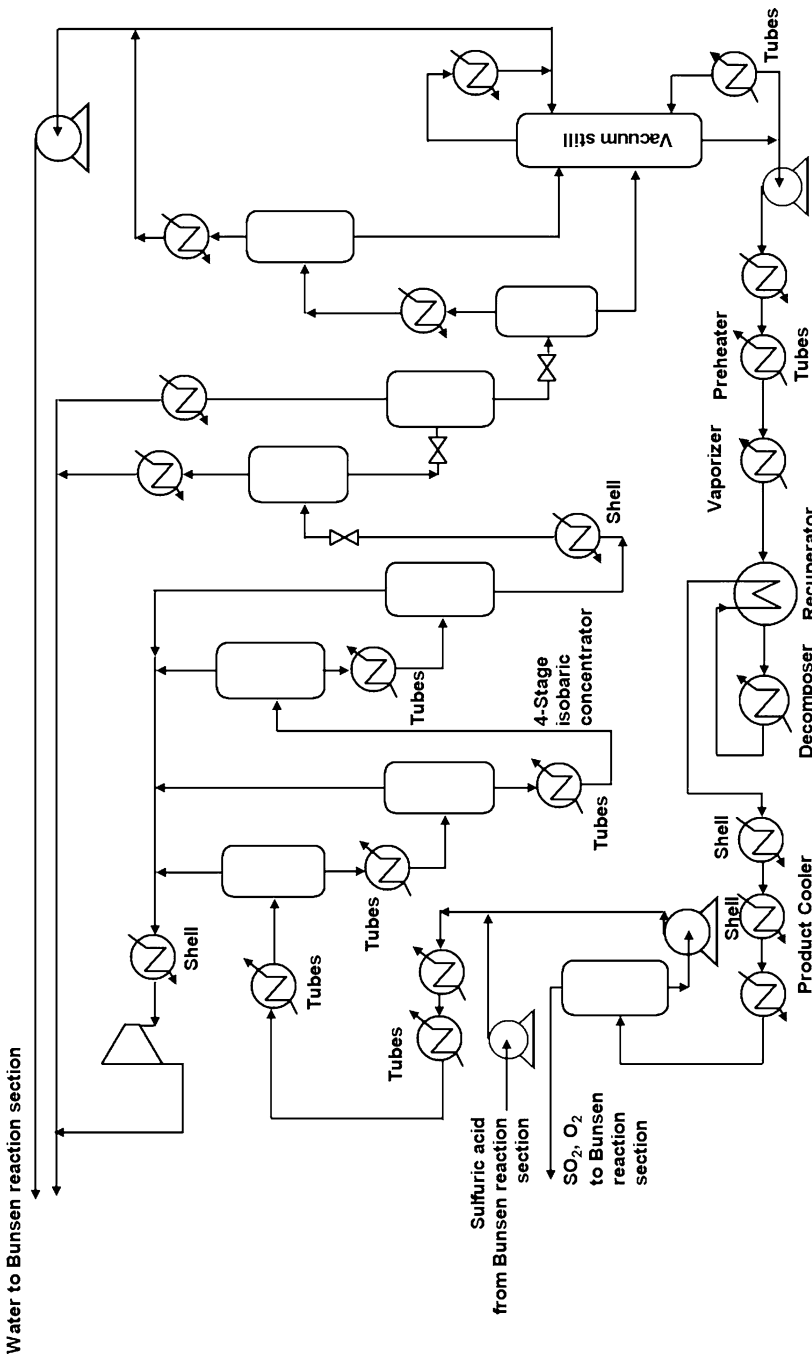 Water to Bunsen reaction section
Shell
Tubes
Tubes
Tubes
Tubes
Sulfuric acid
from Bunsen reaction
section
4-Stage
isobaric
concentrator
SO₂, O₂
to Bunsen
reaction
section
Tubes
Shell
Vacuum still
Tubes
Shell
Shell
Product Cooler
Decomposer
Recuperator
Vaporizer
Preheater
Tubes